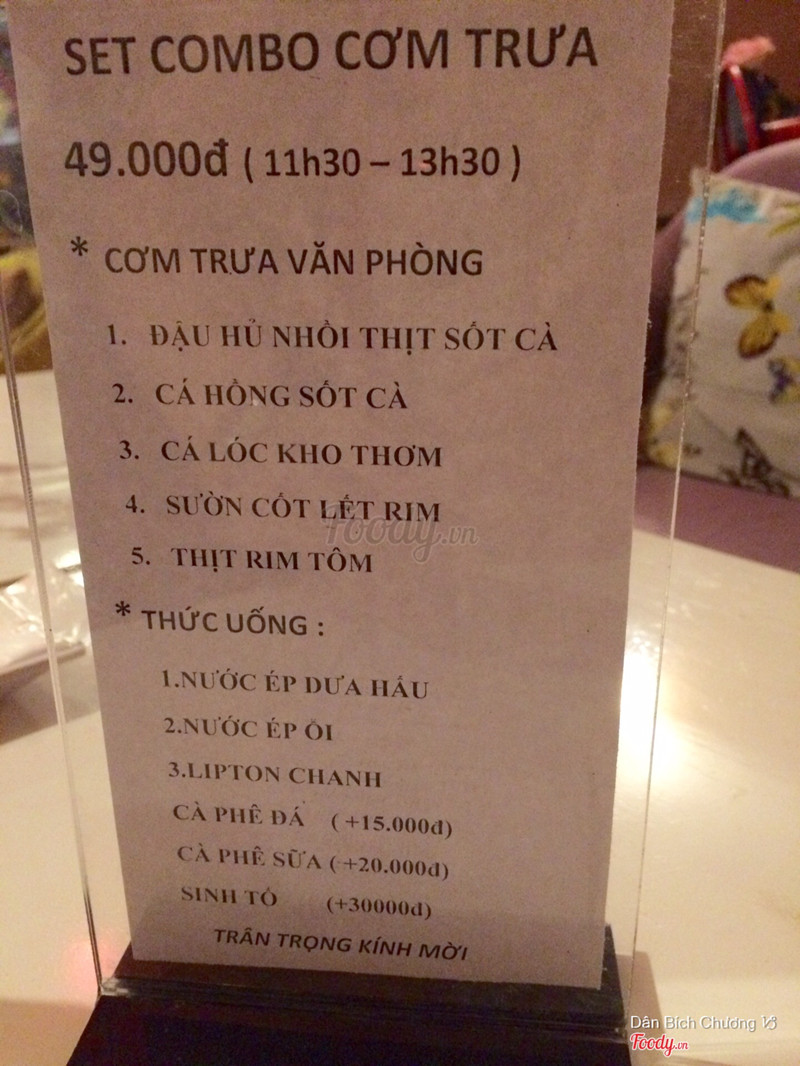 SET COMBO CƠM TRƯA
49.000đ ( 11h30 – 13h30 )
* CƠM TRƯA VĂN PHÒNG
1. ĐẬU HỦ NHỒI THỊT SỐT CÀ
2. CÁ HỒNG SỐT CÀ
3. CÁ LÓC KHO THƠM
4. SƯỜN CỐT LẾT RIM
5. THỊT RIM TÔM
* THỨC UỐNG :
1.NƯỚC ÉP DƯA HẤU
2.NƯỚC ÉP ỔI
3.LIPTON CHANH
CÀ PHÊ ĐÁ ( +15.000đ)
CÀ PHÊ SỮA ( +20.000đ)
SINH TỐ (+30000đ)
TRÂN TRỌNG KÍNH MỜI
Foody.vn
Dân Bích Chương
Foody.vn